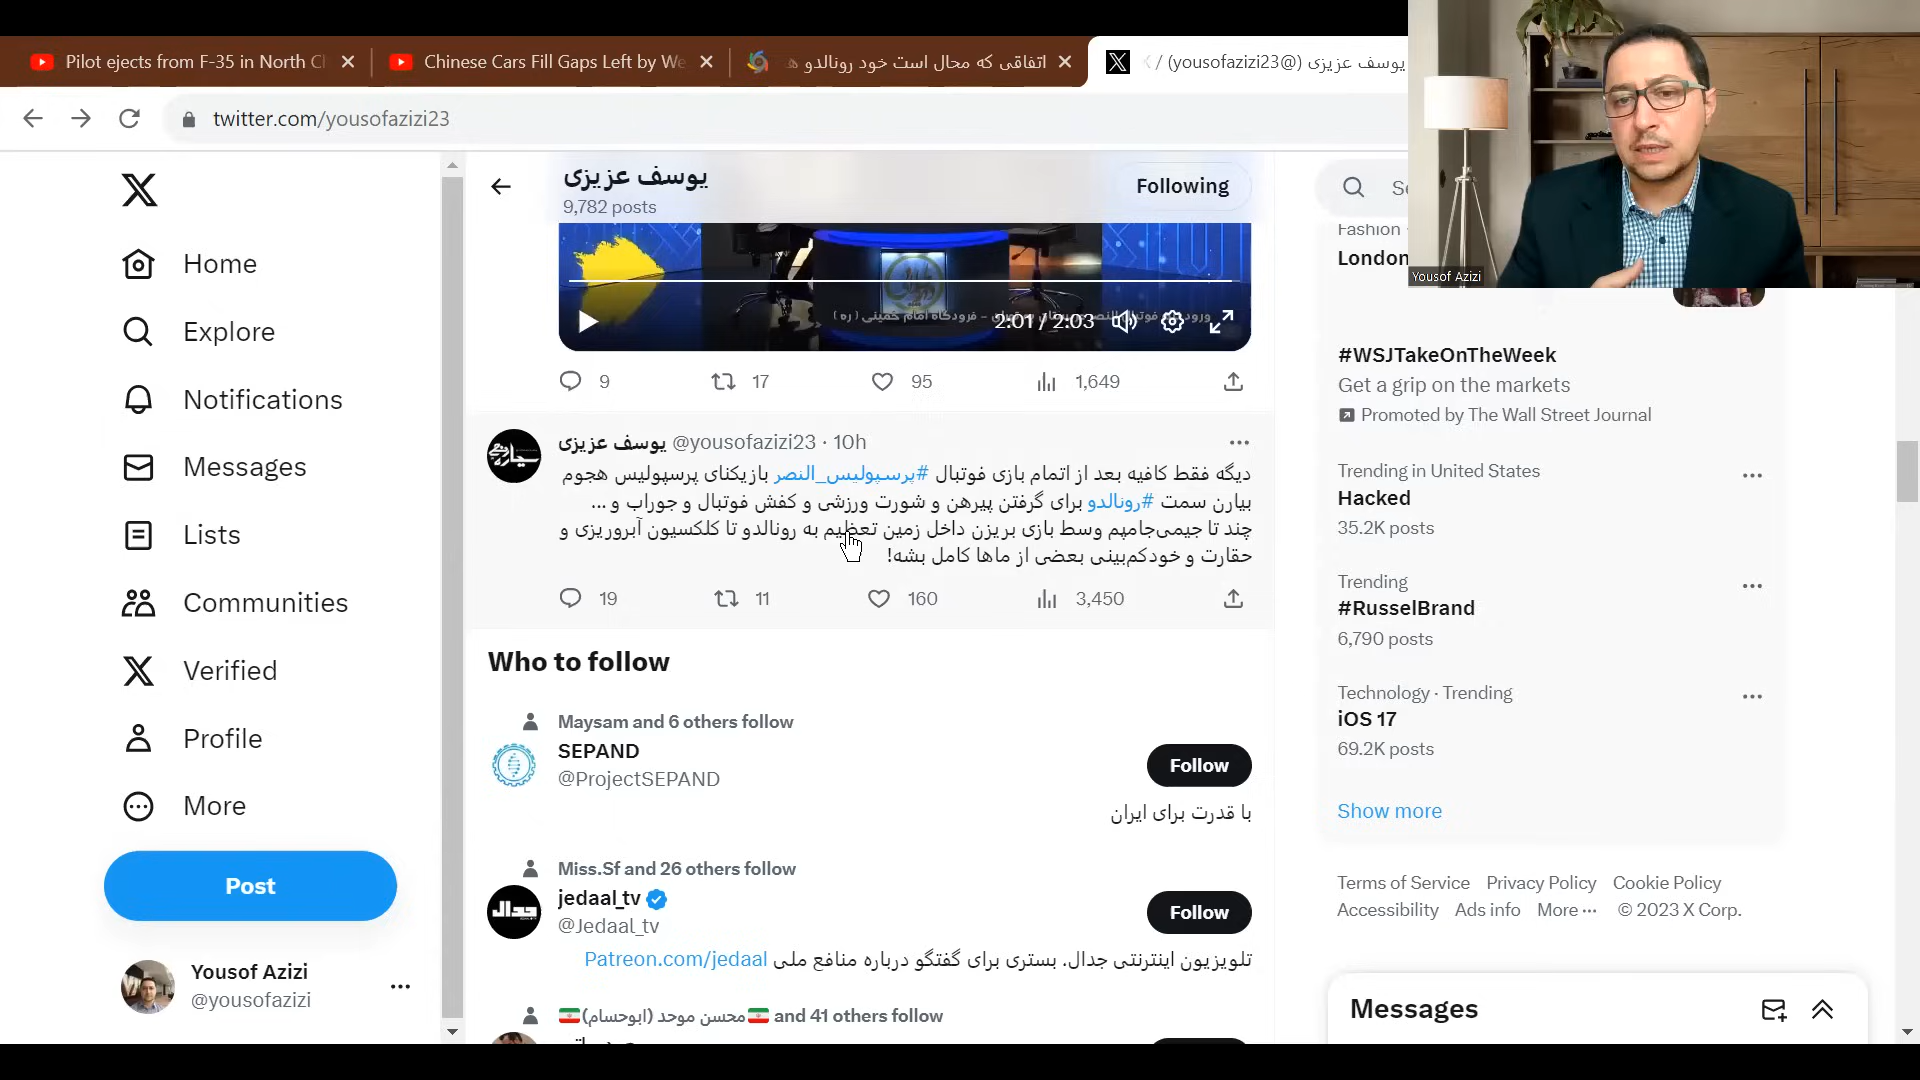 Pilot ejects from F-35 in North C
Chinese Cars Fill Gaps Left by We
اتفاقی که محال است خود رونالدو ه
یوسف عزیزی (@yousofazizi23) /
twitter.com/yousofazizi23
Home
Explore
Notifications
Messages
Lists
Communities
Verified
Profile
More
Post
Yousof Azizi
@yousofazizi
یوسف عزیزی
9,782 posts
Following
2:01 / 2:03
9
17
95
1,649
یوسف عزیزی @yousofazizi23 · 10h
دیگه فقط کافیه بعد از اتمام بازی فوتبال #پرسپولیس_النصر بازیکنای پرسپولیس هجوم
بیارن سمت #رونالدو برای گرفتن پیرهن و شورت ورزشی و کفش فوتبال و جوراب و ...
چند تا جیمی‌جامپم وسط بازی بریزن داخل زمین تعظیم به رونالدو تا کلکسیون آبروریزی و
حقارت و خودکم‌بینی بعضی از ماها کامل بشه!
19
11
160
3,450
Who to follow
Maysam and 6 others follow
SEPAND
@ProjectSEPAND
Follow
با قدرت برای ایران
Miss.Sf and 26 others follow
jedaal_tv
@Jedaal_tv
Follow
تلویزیون اینترنتی جدال. بستری برای گفتگو درباره منافع ملی Patreon.com/jedaal
محسن موحد (ابوحسام) and 41 others follow
Yousof Azizi
Fashion
London
#WSJTakeOnTheWeek
Get a grip on the markets
Promoted by The Wall Street Journal
Trending in United States
Hacked
35.2K posts
Trending
#RusselBrand
6,790 posts
Technology · Trending
iOS 17
69.2K posts
Show more
Terms of Service Privacy Policy Cookie Policy
Accessibility Ads info More ··· © 2023 X Corp.
Messages